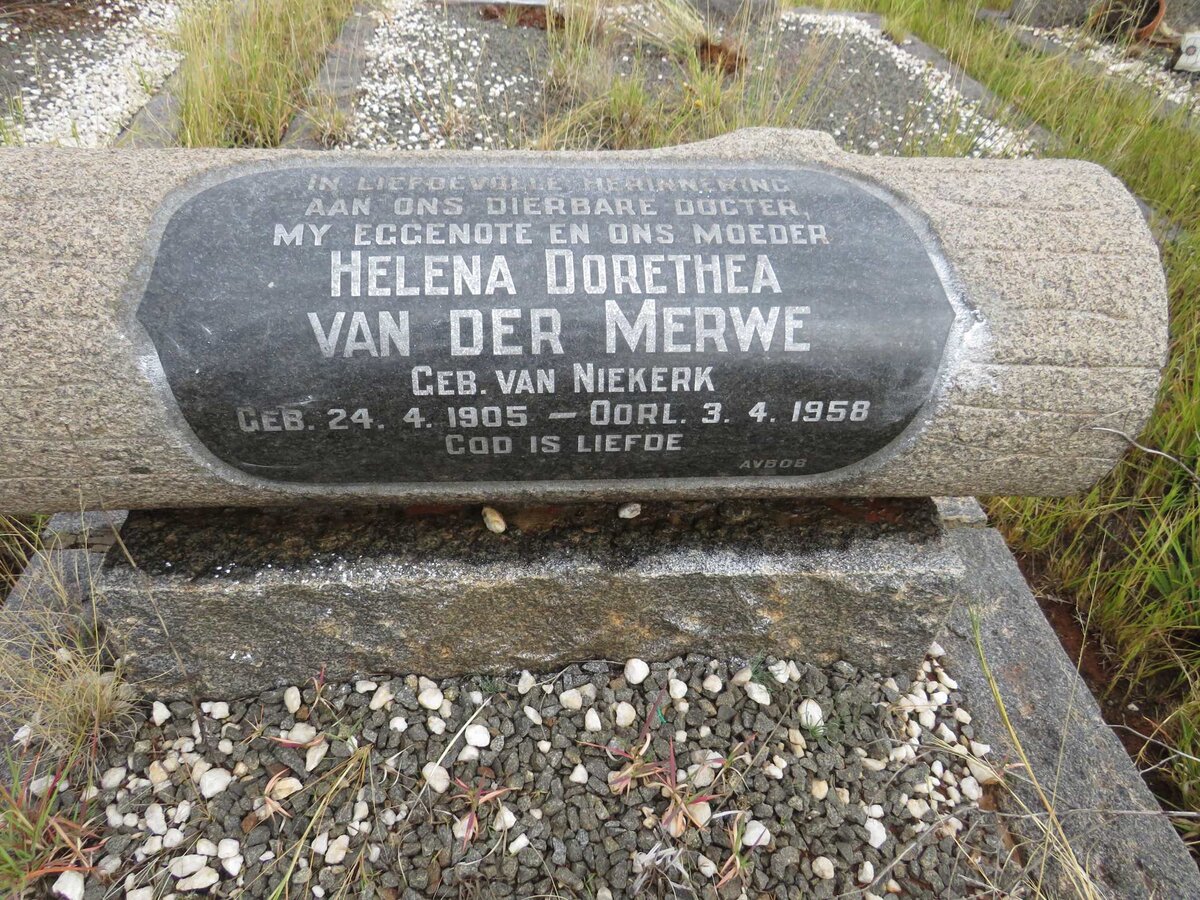 IN LIEFDEVOLLE HERINNERING
AAN ONS DIERBARE DOGTER,
MY EGGENOTE EN ONS MOEDER
HELENA DORETHEA
VAN DER MERWE
GEB. VAN NIEKERK
GEB. 24. 4. 1905 — OORL. 3. 4. 1958
GOD IS LIEFDE
AVBOB